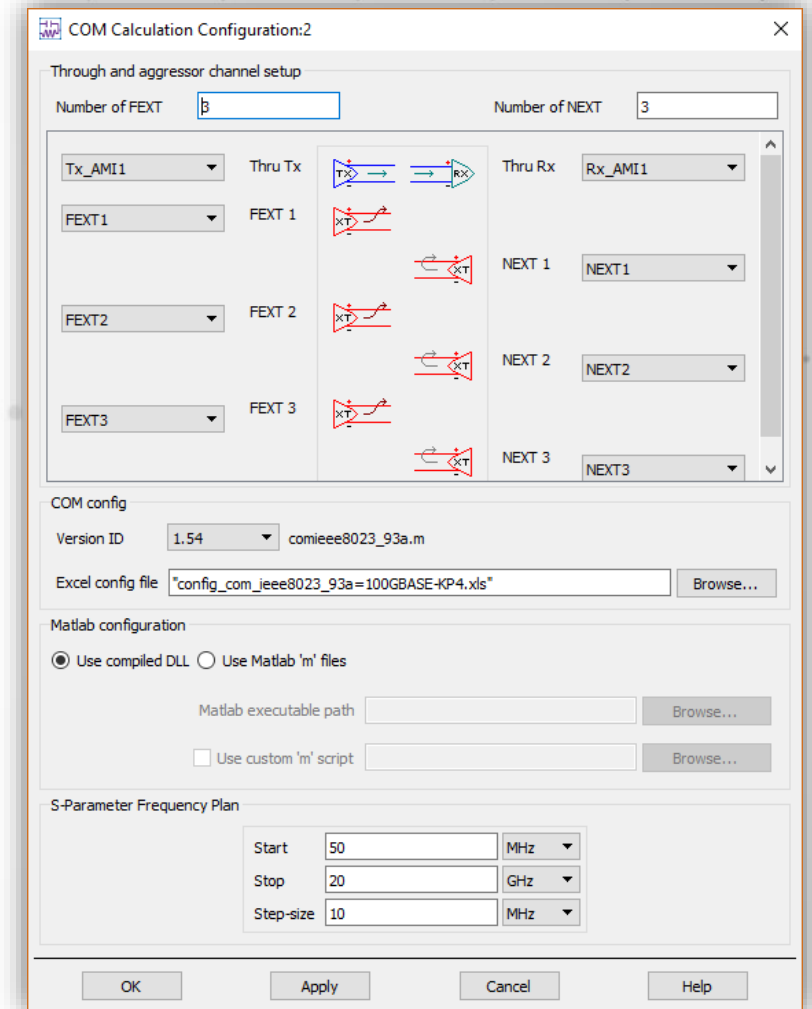 COM Calculation Configuration:2
Through and aggressor channel setup
Number of FEXT 3 Number of NEXT 3
Tx_AMI1 Thru Tx TX RX Thru Rx Rx_AMI1
FEXT1 FEXT 1 XT
XT NEXT 1 NEXT1
FEXT2 FEXT 2 XT
XT NEXT 2 NEXT2
FEXT3 FEXT 3 XT
XT NEXT 3 NEXT3
COM config
Version ID 1.54 comieee8023_93a.m
Excel config file "config_com_ieee8023_93a=100GBASE-KP4.xls" Browse...
Matlab configuration
Use compiled DLL Use Matlab 'm' files
Matlab executable path Browse...
Use custom 'm' script Browse...
S-Parameter Frequency Plan
Start 50 MHz
Stop 20 GHz
Step-size 10 MHz
OK Apply Cancel Help